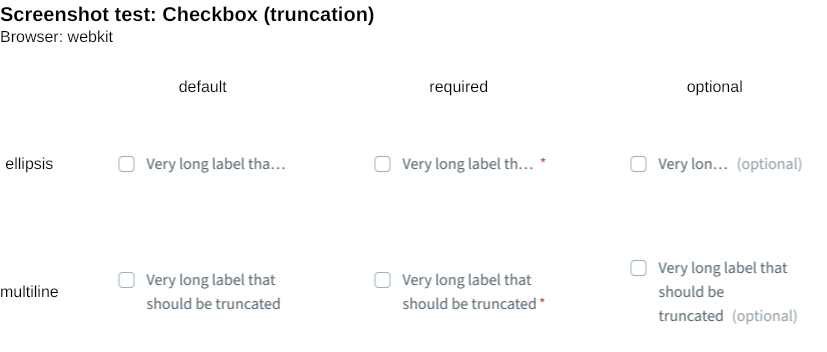 Screenshot test: Checkbox (truncation)
Browser: webkit
default required optional
ellipsis Very long label tha… Very long label th… * Very lon… (optional)
multiline
Very long label that
should be truncated
Very long label that
should be truncated *
Very long label that
should be
truncated (optional)